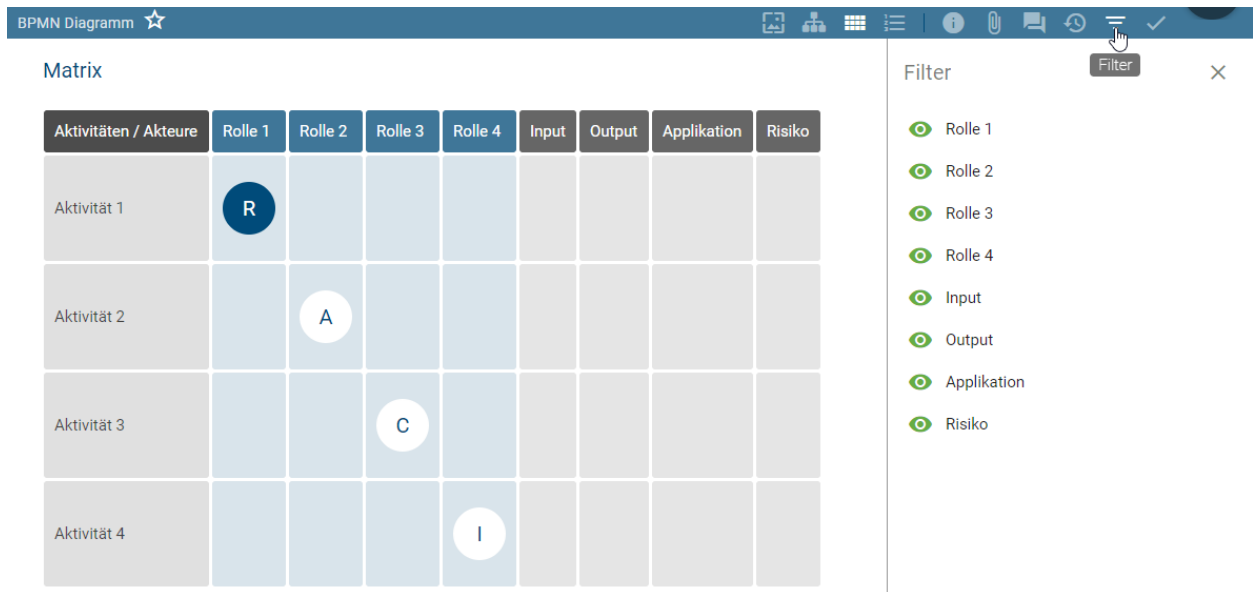 BPMN Diagramm
Matrix
Filter
Filter
Aktivitäten / Akteure Rolle 1 Rolle 2 Rolle 3 Rolle 4 Input Output Applikation Risiko
Aktivität 1 R
Aktivität 2 A
Aktivität 3 C
Aktivität 4 I
Rolle 1
Rolle 2
Rolle 3
Rolle 4
Input
Output
Applikation
Risiko